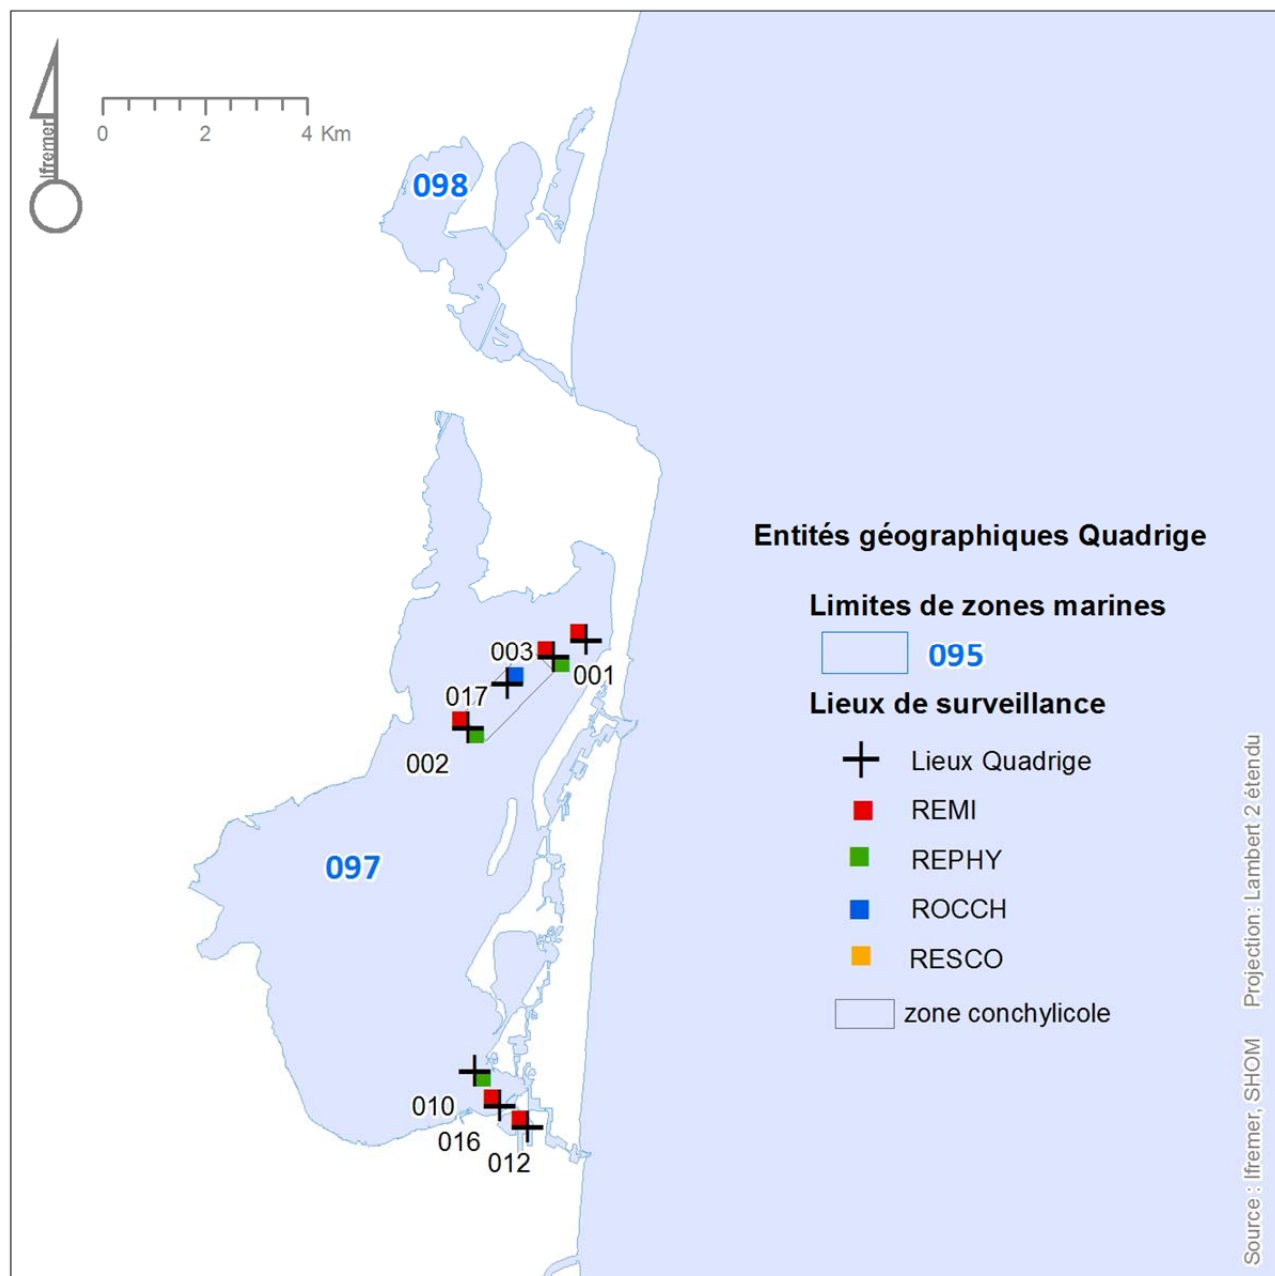 Ifremer
0 2 4 Km
098
003
001
017
002
097
010
016
012
Entités géographiques Quadrige
Limites de zones marines
095
Lieux de surveillance
Lieux Quadrige
REMI
REPHY
ROCCH
RESCO
zone conchylicole
Source : Ifremer, SHOM Projection: Lambert 2 étendu